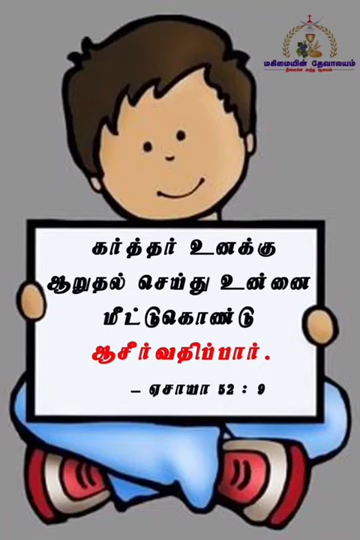 மகிமையின் தேவாலயம்
கர்த்தர் உனக்கு
ஆறுதல் செய்து உன்னை
மீட்டுகொண்டு
ஆசீர்வதிப்பார்.
– ஏசாயா 52 : 9